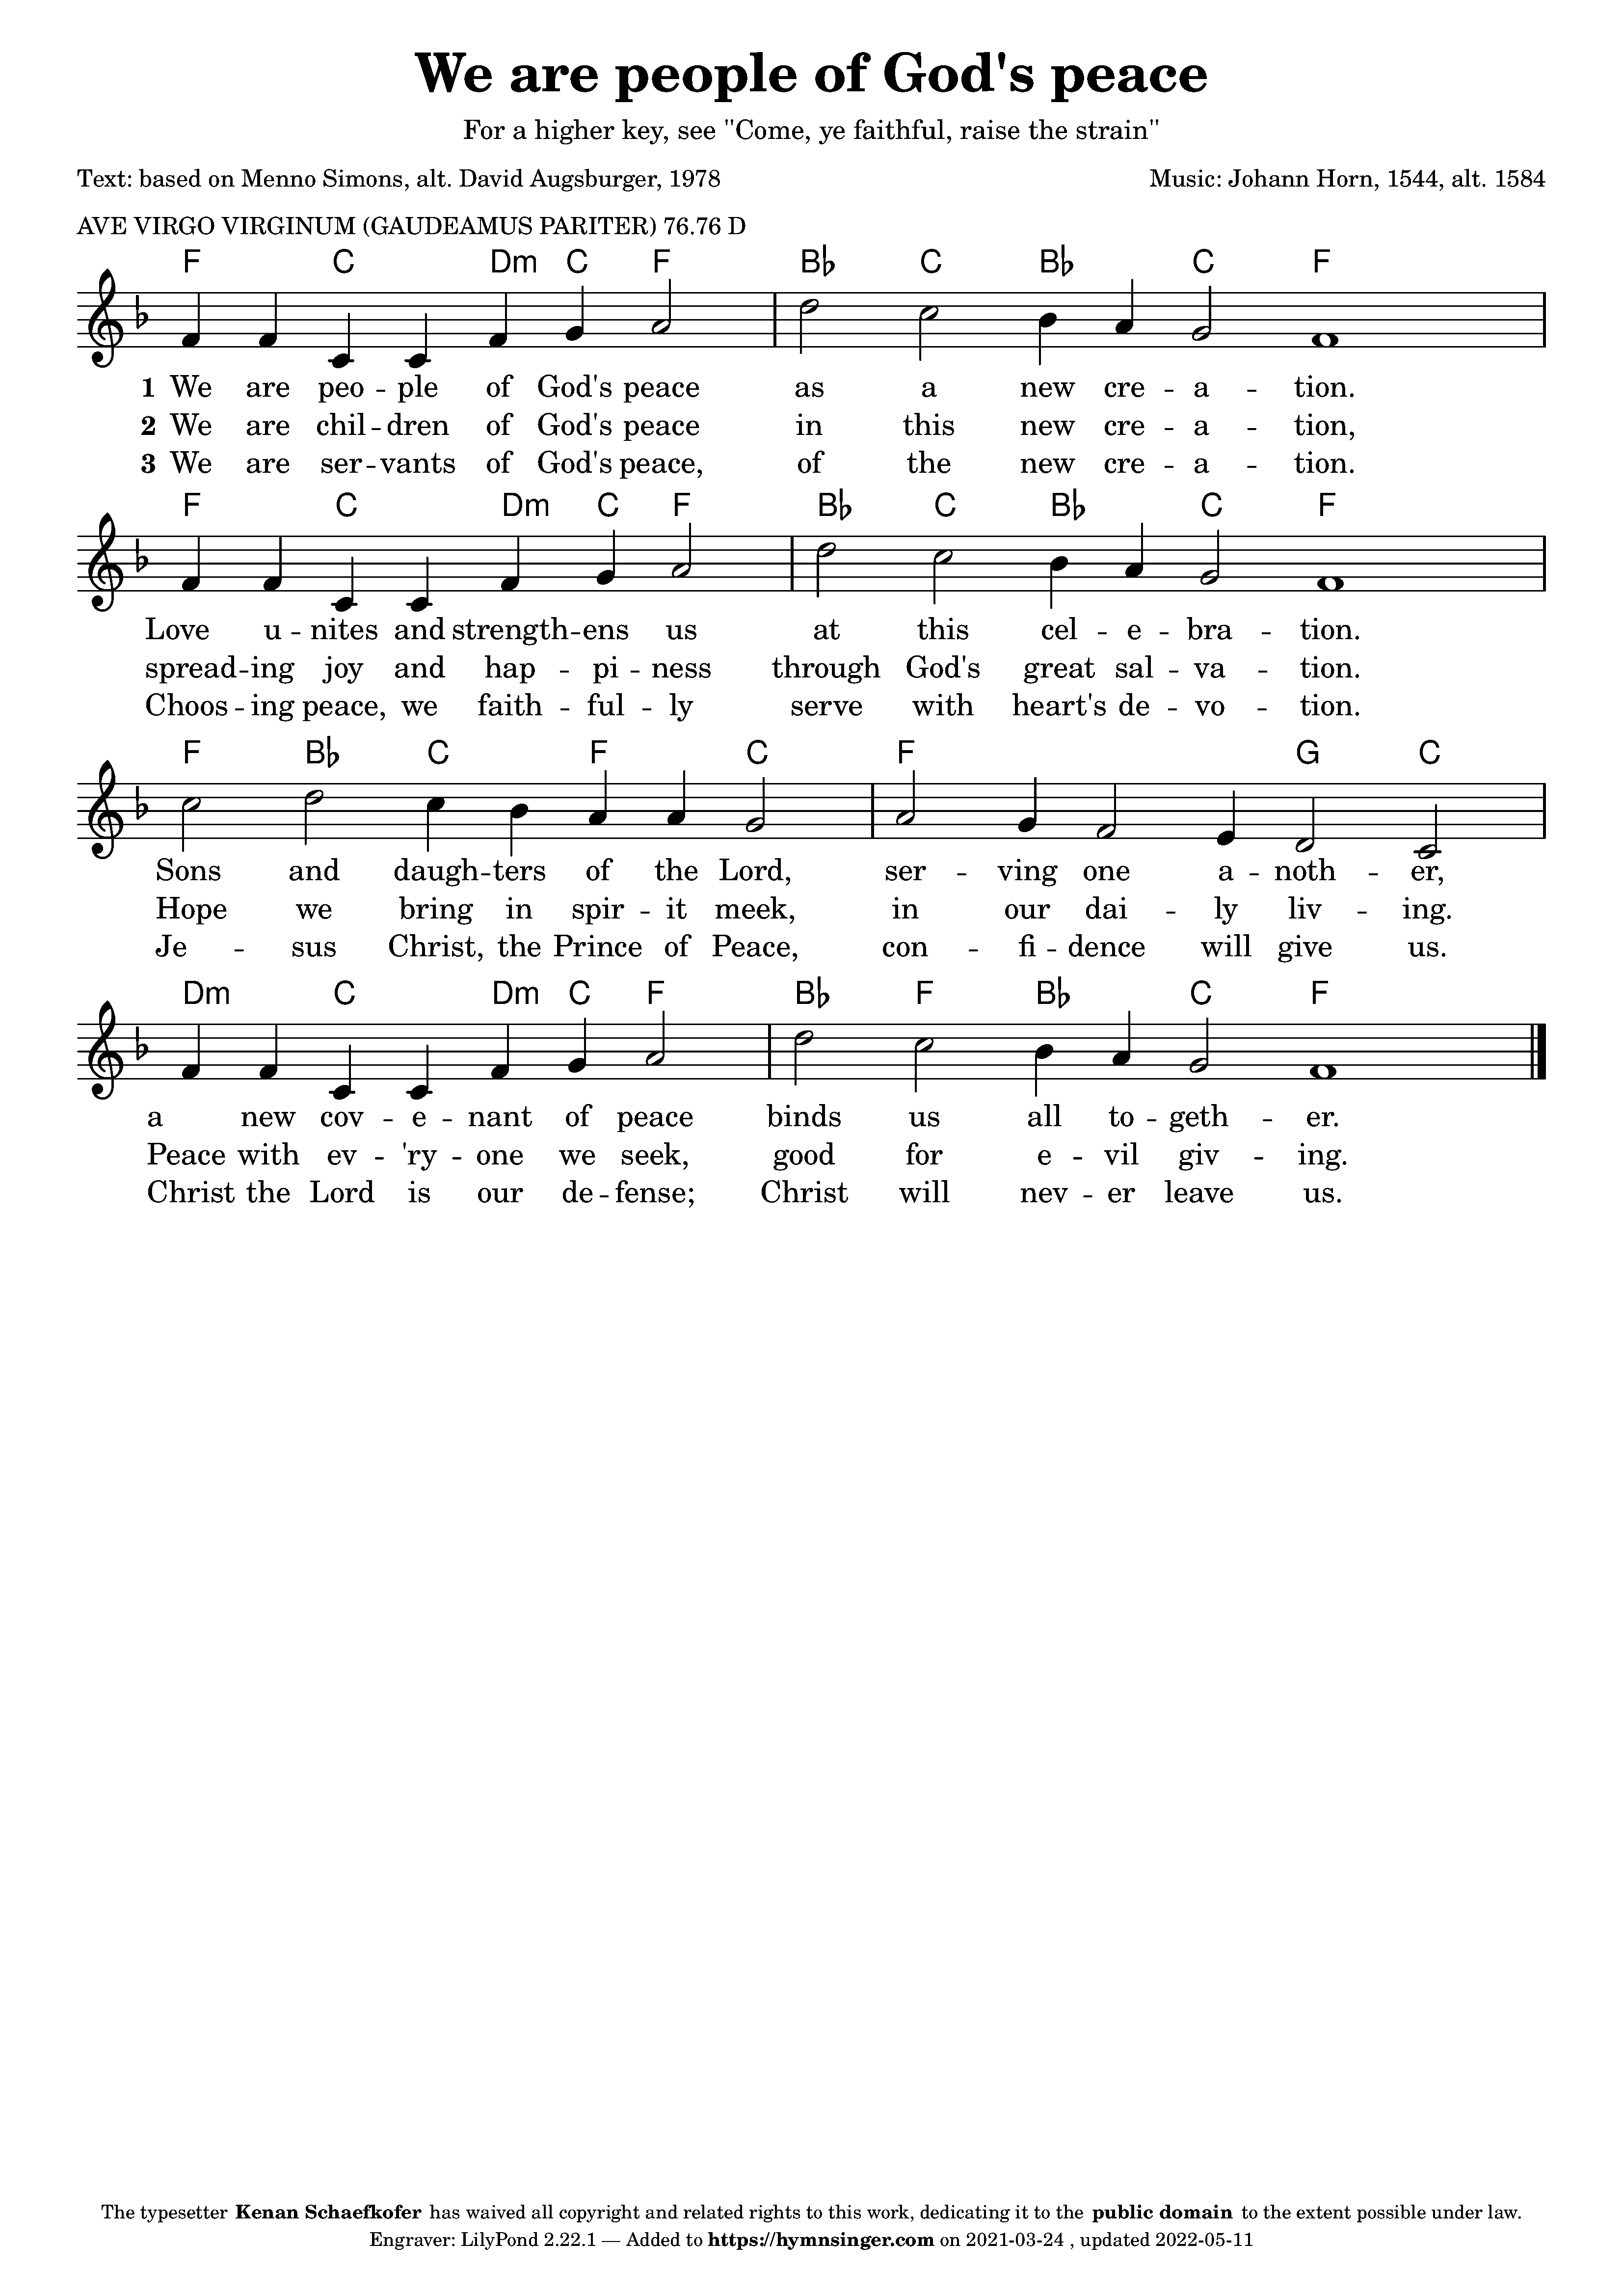 We are people of God's peace
For a higher key, see "Come, ye faithful, raise the strain"
Text: based on Menno Simons, alt. David Augsburger, 1978 Music: Johann Horn, 1544, alt. 1584
AVE VIRGO VIRGINUM (GAUDEAMUS PARITER) 76.76 D
F C Dm C F B♭ C B♭ C F
1 We are peo - ple of God's peace as a new cre - a - tion.
2 We are chil - dren of God's peace in this new cre - a - tion,
3 We are ser - vants of God's peace, of the new cre - a - tion.
F C Dm C F B♭ C B♭ C F
Love u - nites and strength - ens us at this cel - e - bra - tion.
spread - ing joy and hap - pi - ness through God's great sal - va - tion.
Choos - ing peace, we faith - ful - ly serve with heart's de - vo - tion.
F B♭ C F C F G C
Sons and daugh - ters of the Lord, ser - ving one a - noth - er,
Hope we bring in spir - it meek, in our dai - ly liv - ing.
Je - sus Christ, the Prince of Peace, con - fi - dence will give us.
Dm C Dm C F B♭ F B♭ C F
a new cov - e - nant of peace binds us all to - geth - er.
Peace with ev - 'ry - one we seek, good for e - vil giv - ing.
Christ the Lord is our de - fense; Christ will nev - er leave us.
The typesetter Kenan Schaefkofer has waived all copyright and related rights to this work, dedicating it to the public domain to the extent possible under law.
Engraver: LilyPond 2.22.1 — Added to https://hymnsinger.com on 2021-03-24 , updated 2022-05-11